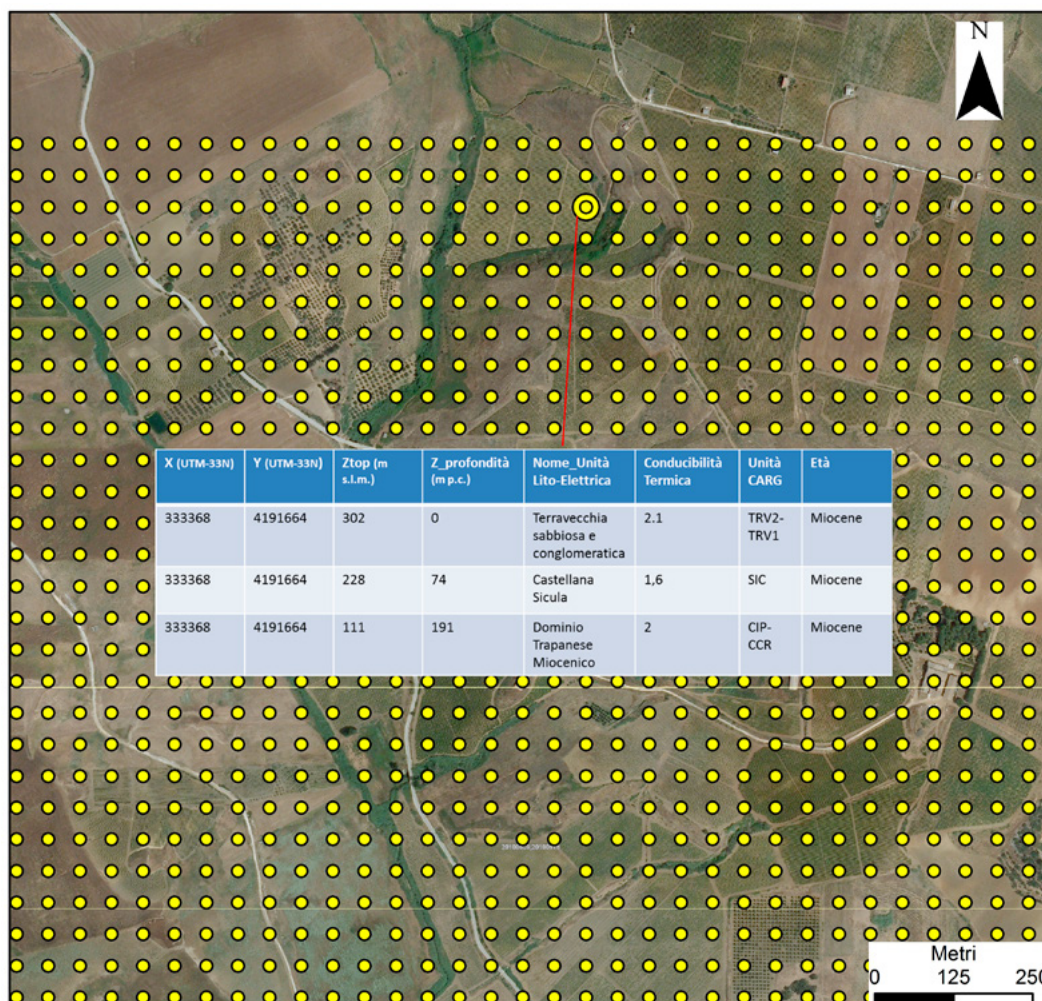 N
X (UTM-33N) Y (UTM-33N) Ztop (m Z_profondità Nome_Unità Conducibilità Unità Età
s.l.m.) (m p.c.) Lito-Elettrica Termica CARG
333368 4191664 302 0 Terravecchia 2.1 TRV2- Miocene
sabbiosa e TRV1
conglomeratica
333368 4191664 228 74 Castellana 1,6 SIC Miocene
Sicula
333368 4191664 111 191 Dominio 2 CIP- Miocene
Trapanese CCR
Miocenico
Metri
0 125 250